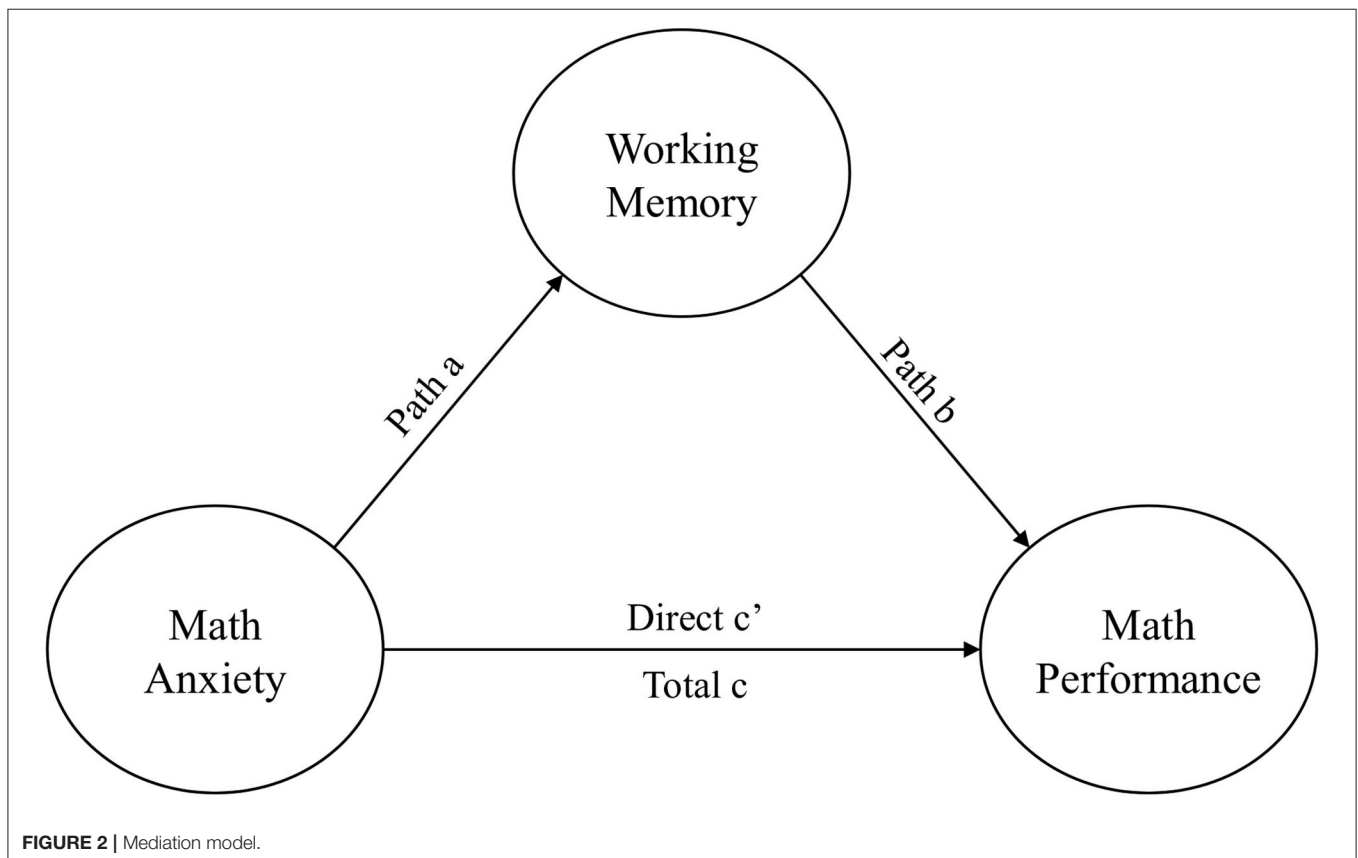 Working
Memory
Path a
Path b
Math
Anxiety
Direct c’
Total c
Math
Performance
FIGURE 2 | Mediation model.